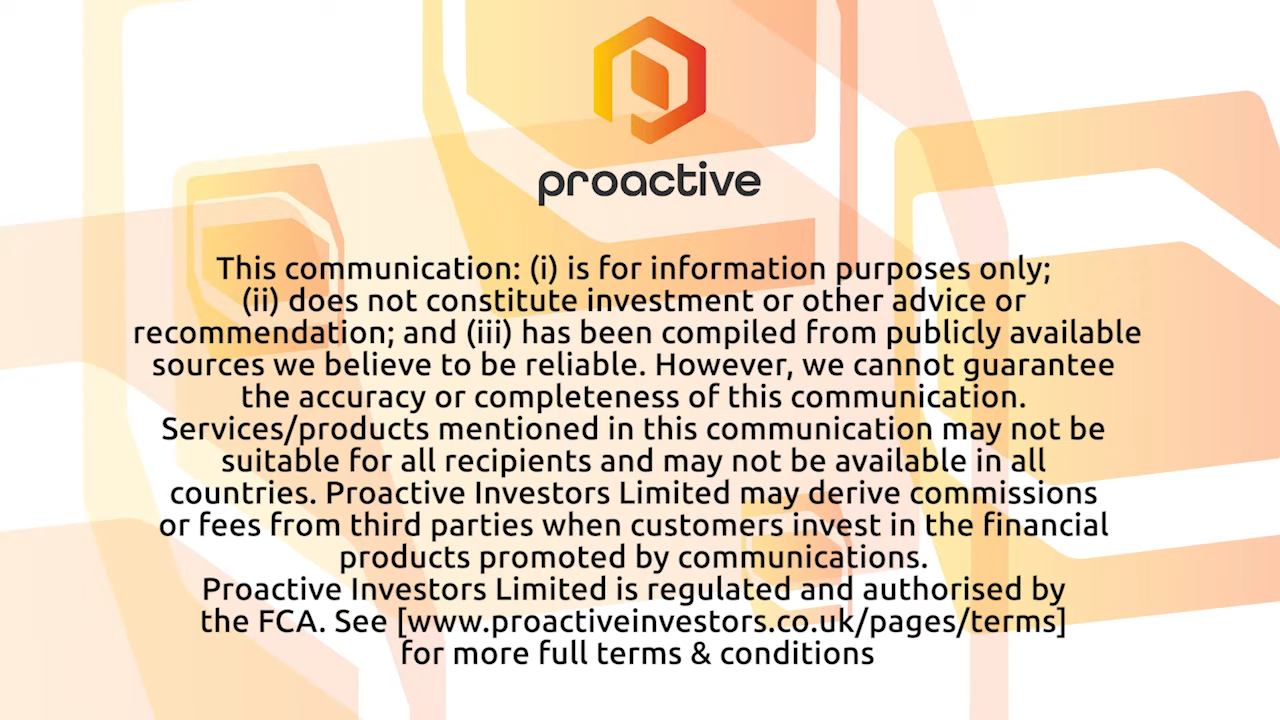 proactive
This communication: (i) is for information purposes only;
(ii) does not constitute investment or other advice or
recommendation; and (iii) has been compiled from publicly available
sources we believe to be reliable. However, we cannot guarantee
the accuracy or completeness of this communication.
Services/products mentioned in this communication may not be
suitable for all recipients and may not be available in all
countries. Proactive Investors Limited may derive commissions
or fees from third parties when customers invest in the financial
products promoted by communications.
Proactive Investors Limited is regulated and authorised by
the FCA. See [www.proactiveinvestors.co.uk/pages/terms]
for more full terms & conditions